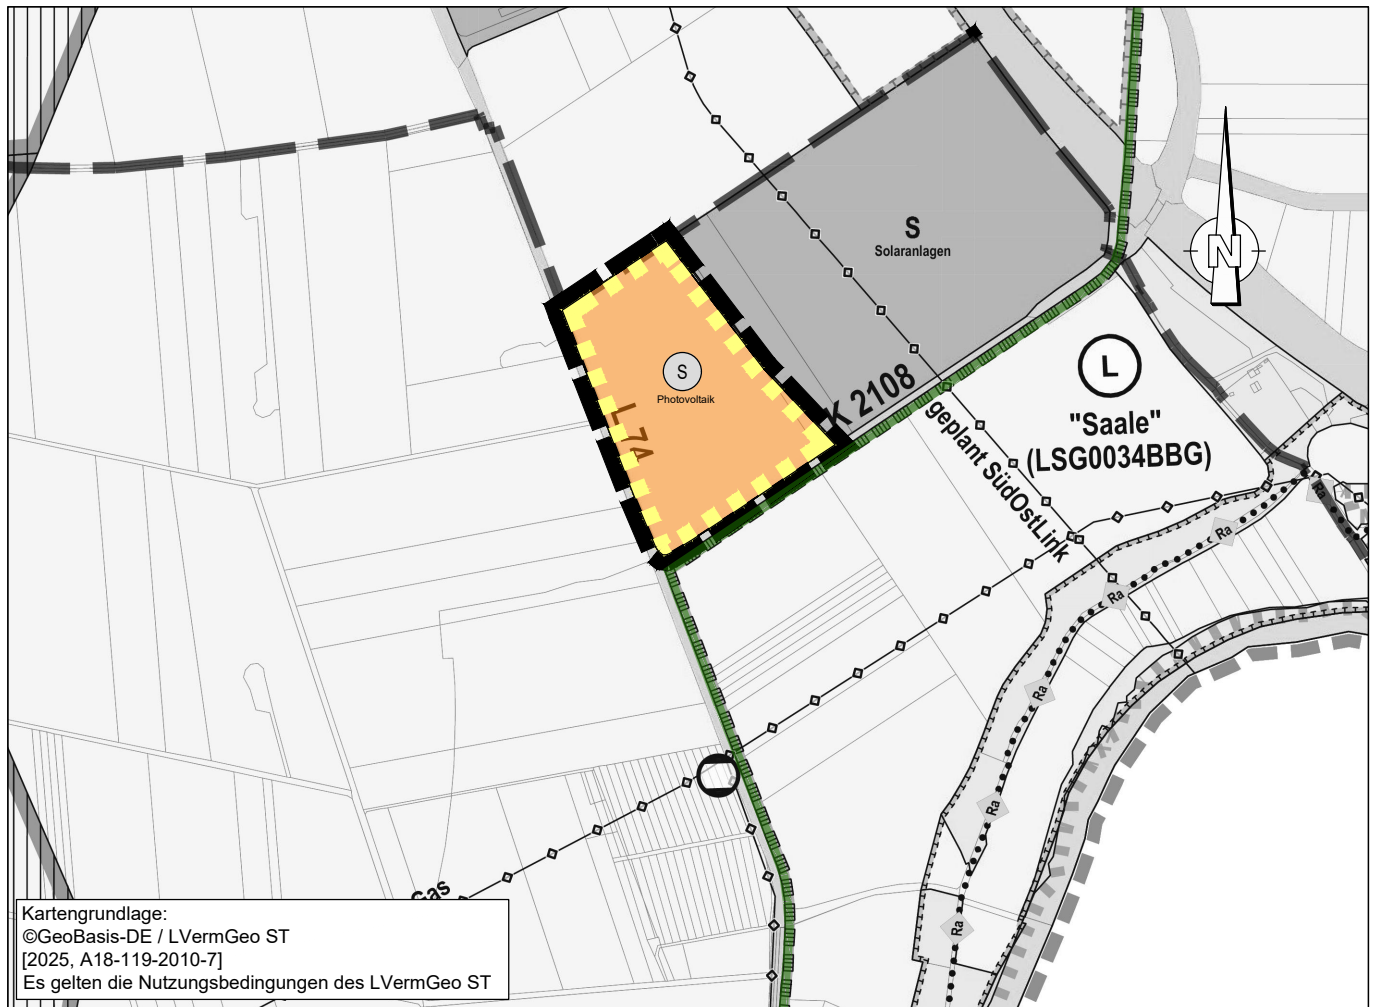 S
Solaranlagen
N
S
Photovoltaik
L 74
K 2108
geplant SüdOstLink
L
"Saale"
(LSG0034BBG)
Ra
Ra
Ra
Ra
Ra
Ra
Gas
Kartengrundlage:
©GeoBasis-DE / LVermGeo ST
[2025, A18-119-2010-7]
Es gelten die Nutzungsbedingungen des LVermGeo ST